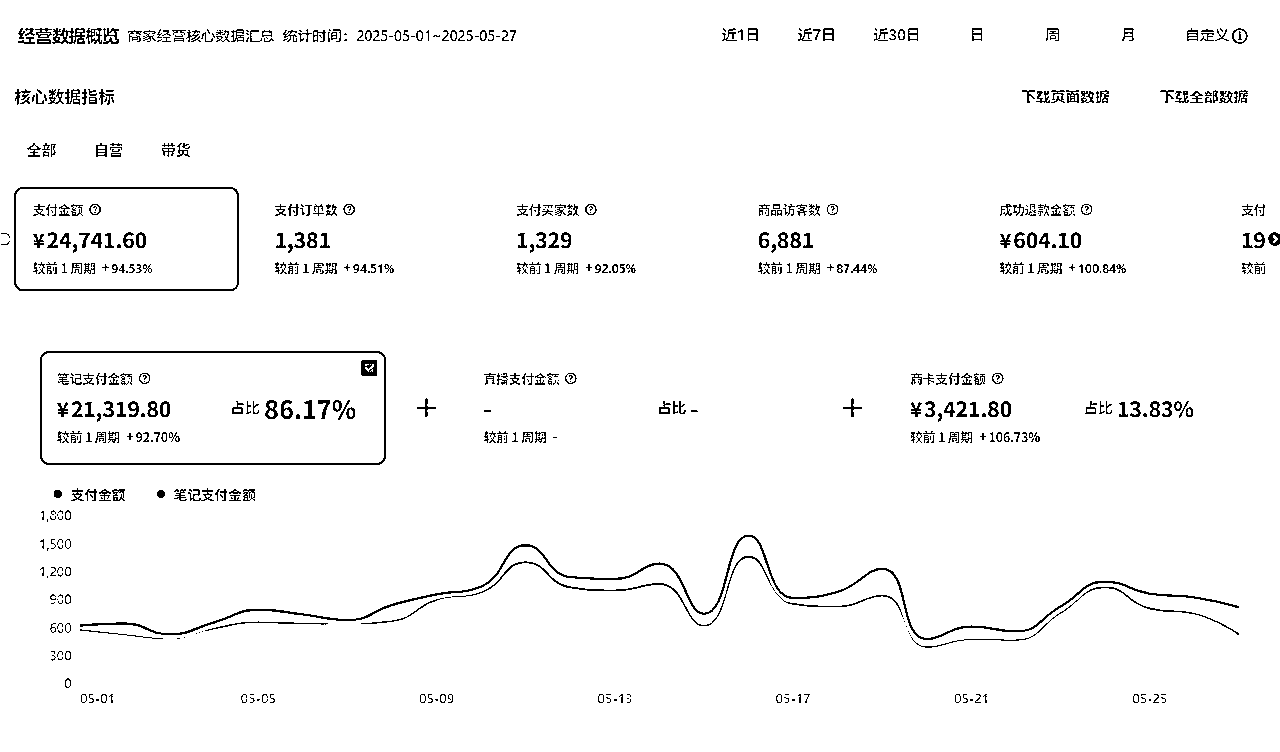 经营数据概览 商家经营核心数据汇总 统计时间：2025-05-01~2025-05-27 近1日 近7日 近30日 日 周 月 自定义
核心数据指标 下载页面数据 下载全部数据
全部 自营 带货
支付金额 支付订单数 支付买家数 商品访客数 成功退款金额 支付
¥24,741.60 1,381 1,329 6,881 ¥604.10 19
较前1周期 +94.53% 较前1周期 +94.51% 较前1周期 +92.05% 较前1周期 +87.44% 较前1周期 +100.84% 较前
笔记支付金额 直播支付金额 商卡支付金额
¥21,319.80 占比 86.17% + - 占比 - + ¥3,421.80 占比 13.83%
较前1周期 +92.70% 较前1周期 - 较前1周期 +106.73%
支付金额 笔记支付金额
1,800
1,500
1,200
900
600
300
0
05-01 05-05 05-09 05-13 05-17 05-21 05-25